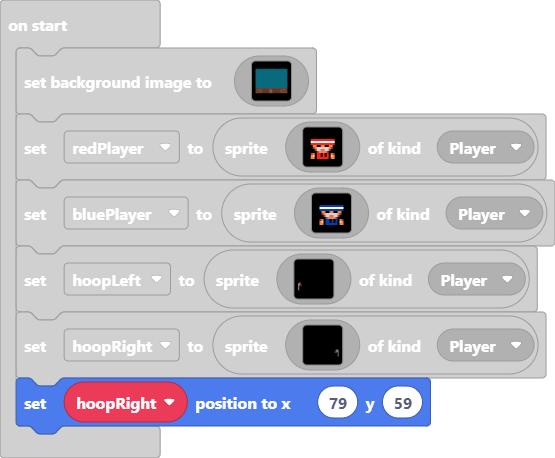 on start
set background image to
set redPlayer to sprite of kind Player
set bluePlayer to sprite of kind Player
set hoopLeft to sprite of kind Player
set hoopRight to sprite of kind Player
set hoopRight position to x 79 y 59